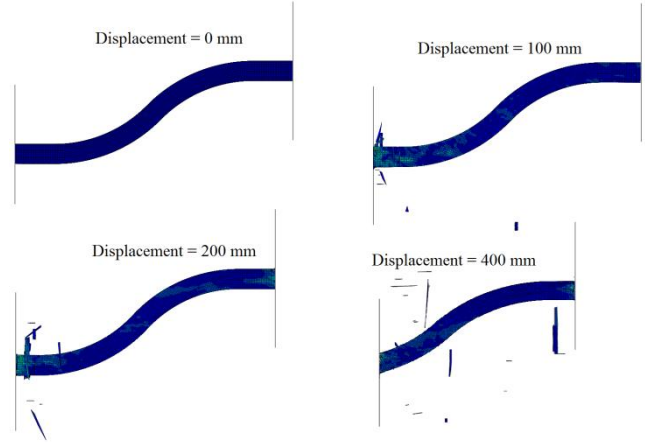 Displacement = 0 mm
Displacement = 100 mm
Displacement = 200 mm
Displacement = 400 mm